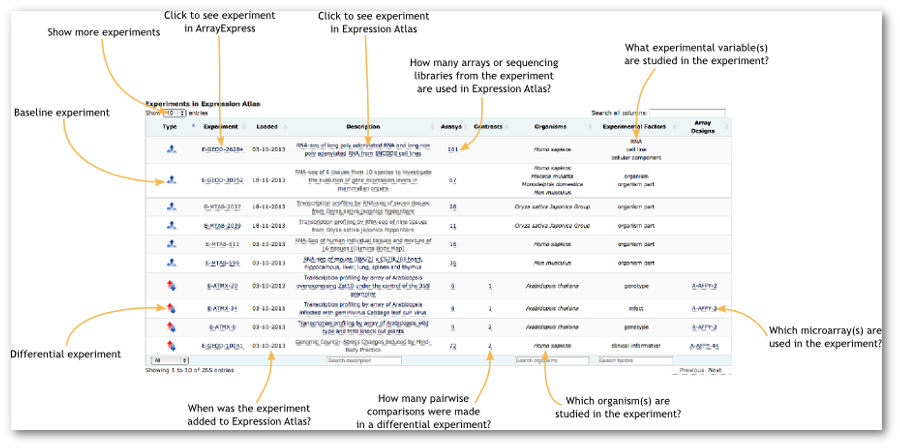 Click to see experiment
in ArrayExpress
Click to see experiment
in Expression Atlas
Show more experiments
What experimental variable(s)
are studied in the experiment?
How many arrays or sequencing
libraries from the experiment
are used in Expression Atlas?
Baseline experiment
Experiments in Expression Atlas
Show 10 entries
Search all columns:
Type Experiment Loaded Description Assays Contrasts Organisms Experimental Factors Array Designs
RNA-seq of long poly adenylated RNA and long non
poly adenylated RNA from ENCODE cell lines
E-GEOD-26284 03-10-2013 161 Homo sapiens
RNA
cell line
cellular component
RNA-seq of 6 tissues from 10 species to investigate
the evolution of gene expression levels in
mammalian organs
E-GEOD-30352 18-11-2013 67
Homo sapiens
Macaca mulatta
Monodelphis domestica
Mus musculus
organism
organism part
Transcription profiling by RNA-seq of seven tissues
from Oryza sativa Japonica nipponbare
E-MTAB-2037 18-11-2013 28 Oryza sativa Japonica Group organism part
Transcription profiling by RNA-seq of nine tissues
from Oryza sativa Japonica nipponbare
E-MTAB-2039 18-11-2013 11 Oryza sativa Japonica Group organism part
RNA-Seq of human individual tissues and mixture of
16 tissues (Illumina Body Map)
E-MTAB-513 03-10-2013 36 Homo sapiens organism part
RNA-seq of mouse DBA/2J x C57BL/6J heart,
hippocampus, liver, lung, spleen and thymus
E-MTAB-599 03-10-2013 36 Mus musculus organism part
Transcription profiling by array of Arabidopsis
overexpressing Zat10 under the control of the 35S
promoter
E-ATMX-20 03-10-2013 6 1 Arabidopsis thaliana genotype A-AFFY-2
Transcription profiling by array of Arabidopsis
infected with geminivirus Cabbage leaf curl virus
E-ATMX-34 03-10-2013 6 1 Arabidopsis thaliana infect A-AFFY-2
Transcription profiling by array of Arabidopsis wild
type and knock out plants
E-ATMX-6 03-10-2013 9 2 Arabidopsis thaliana genotype A-AFFY-2
Genomic Counter-Stress Changes Induced by Mind-
Body Practice
E-GEOD-10041 03-10-2013 72 2 Homo sapiens clinical information A-AFFY-44
All Search description Search organisms Search factors
Showing 1 to 10 of 265 entries
Previous Next
Differential experiment
Which microarray(s) are
used in the experiment?
When was the experiment
added to Expression Atlas?
How many pairwise
comparisons were made
in a differential experiment?
Which organism(s) are
studied in the experiment?